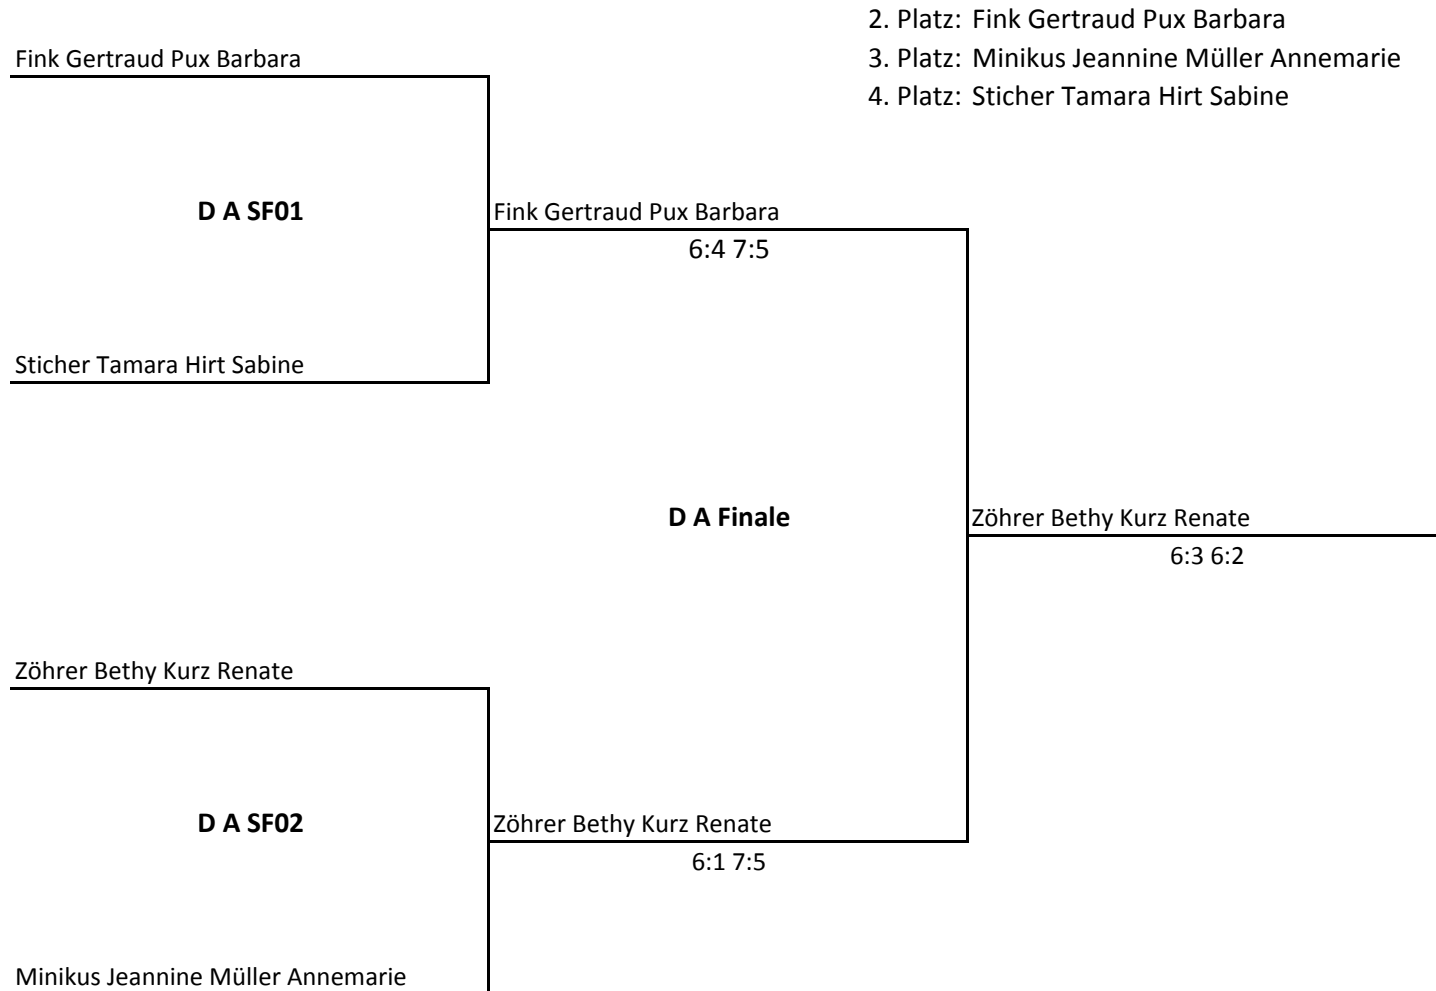 2. Platz: Fink Gertraud Pux Barbara
Fink Gertraud Pux Barbara
3. Platz: Minikus Jeannine Müller Annemarie
4. Platz: Sticher Tamara Hirt Sabine
D A SF01
Fink Gertraud Pux Barbara
6:4 7:5
Sticher Tamara Hirt Sabine
D A Finale
Zöhrer Bethy Kurz Renate
6:3 6:2
Zöhrer Bethy Kurz Renate
D A SF02
Zöhrer Bethy Kurz Renate
6:1 7:5
Minikus Jeannine Müller Annemarie